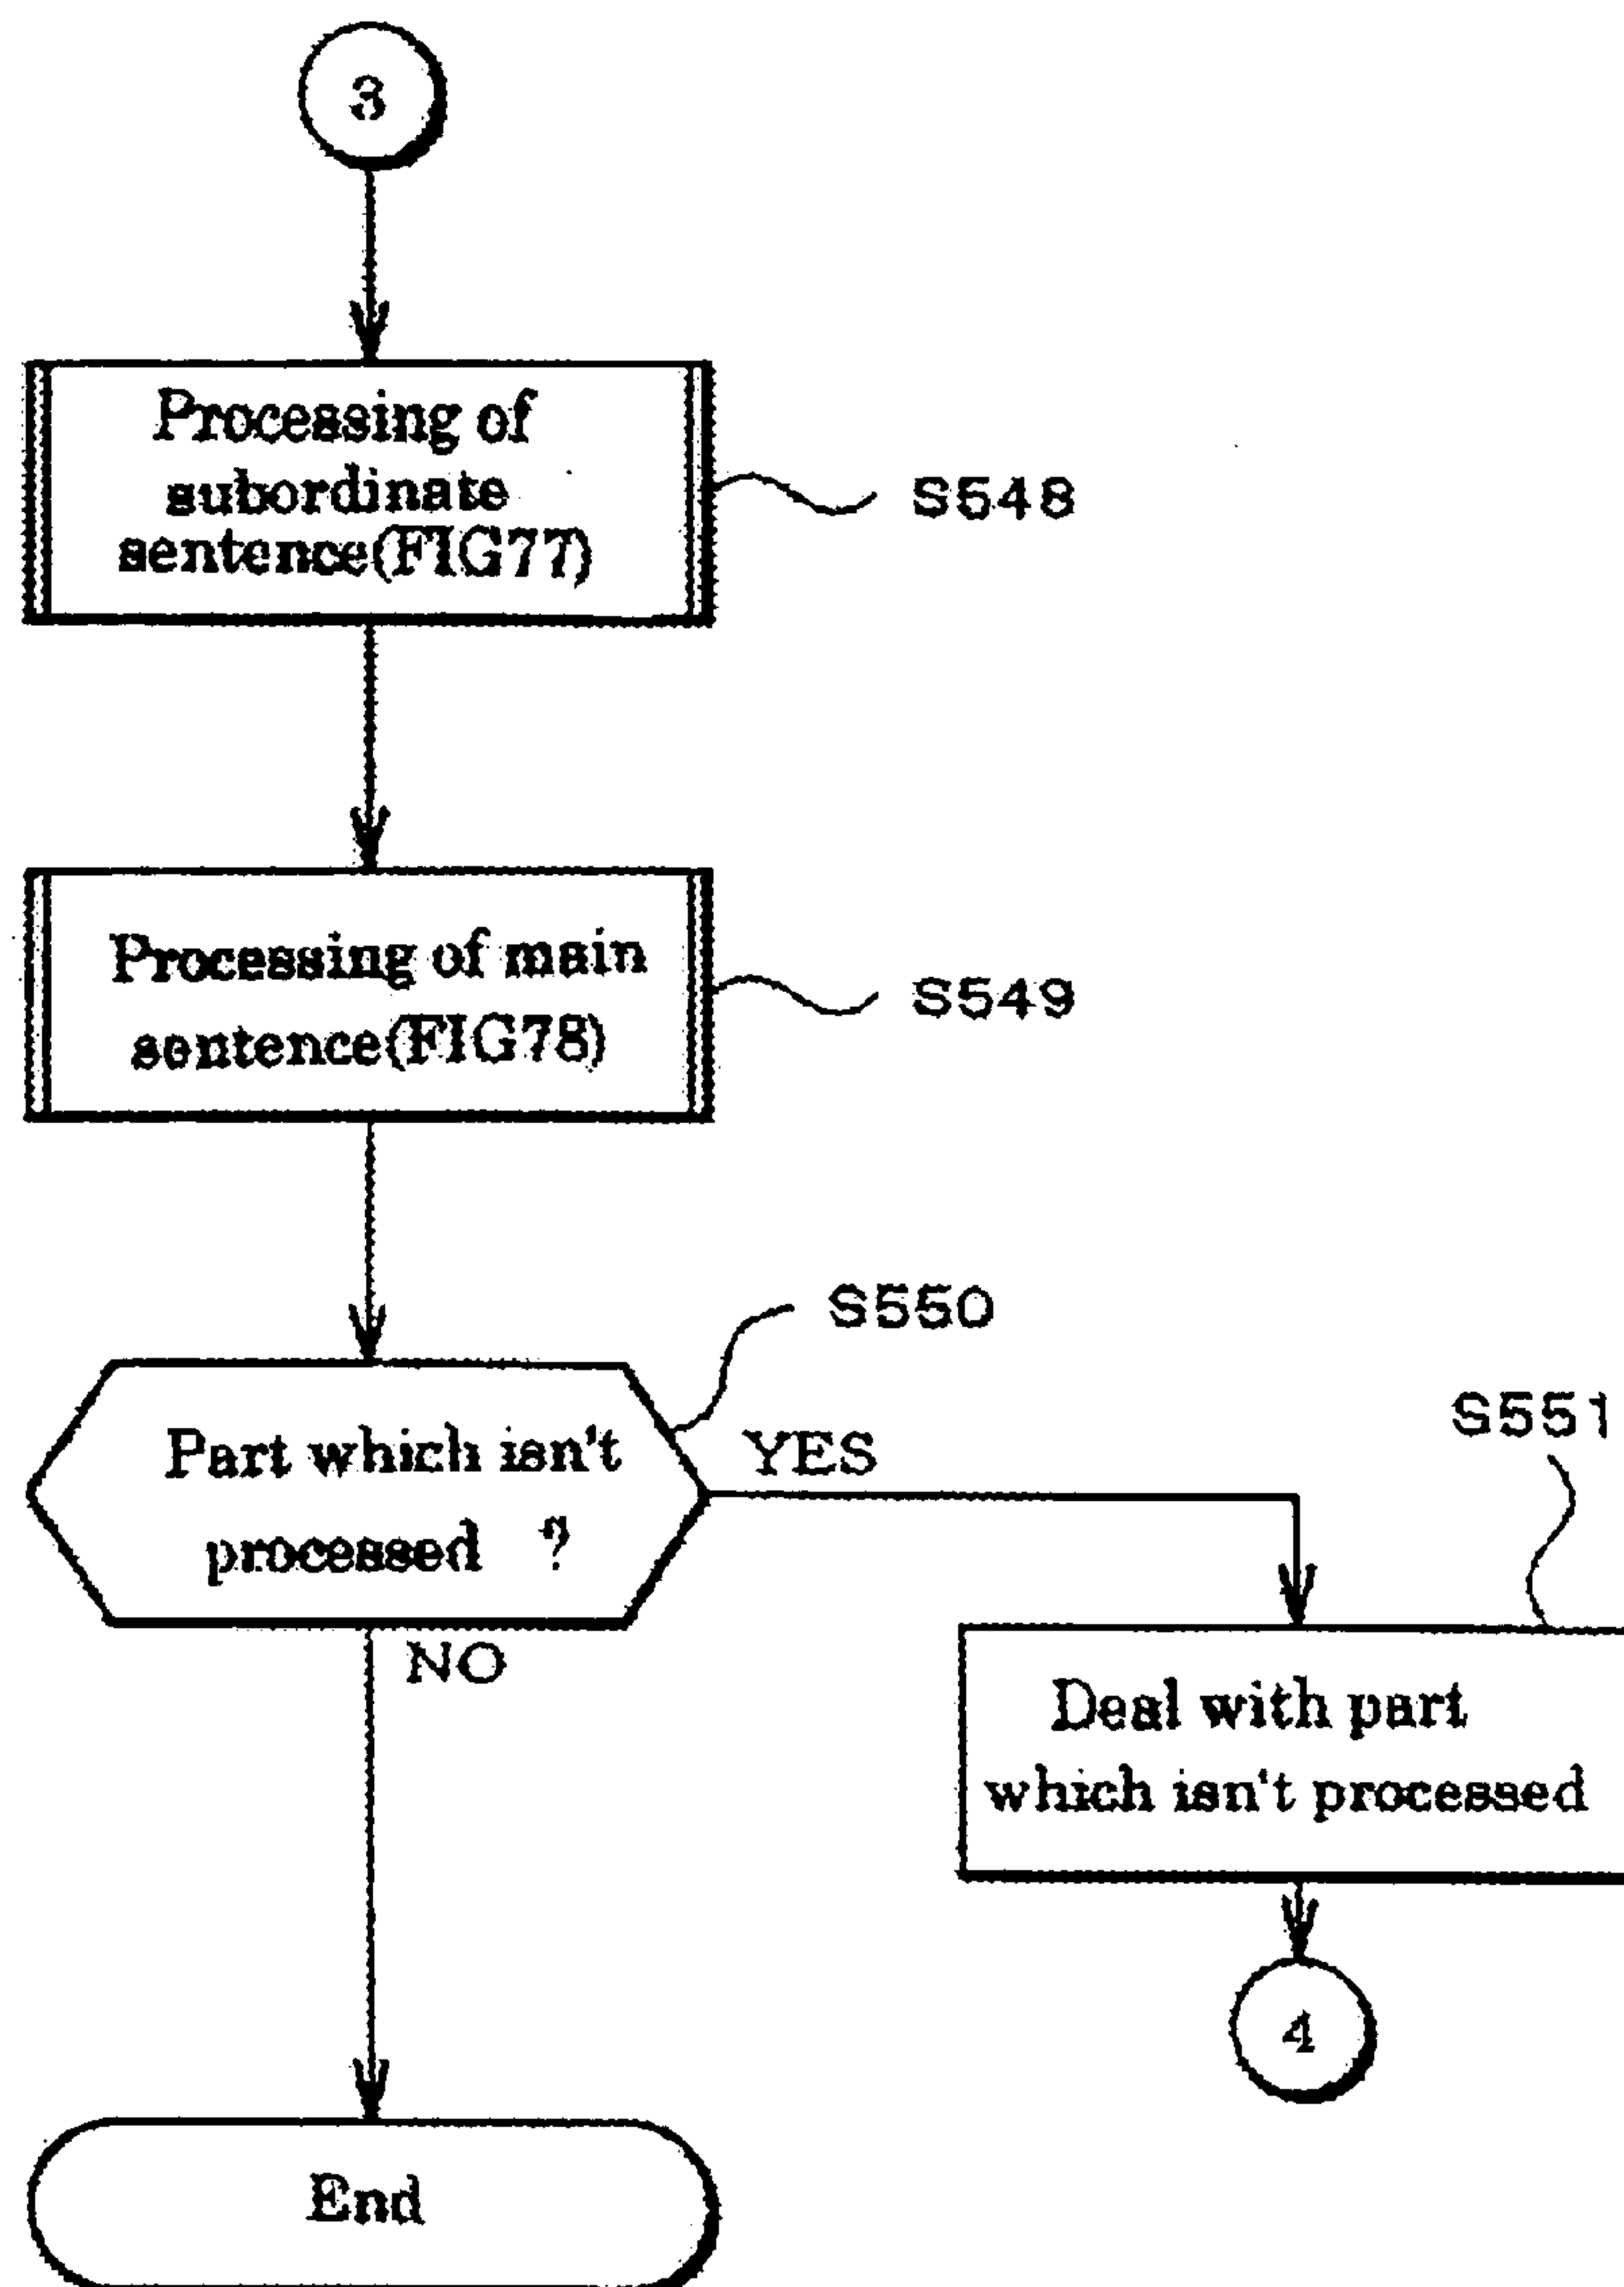 3
Processing of
subordinate
sentence(FIG77)
S548
Processing of main
sentence(FIG78)
S549
S550
Part which isn't
processed ?
YES
NO
S551
Deal with part
which isn't processed
4
End